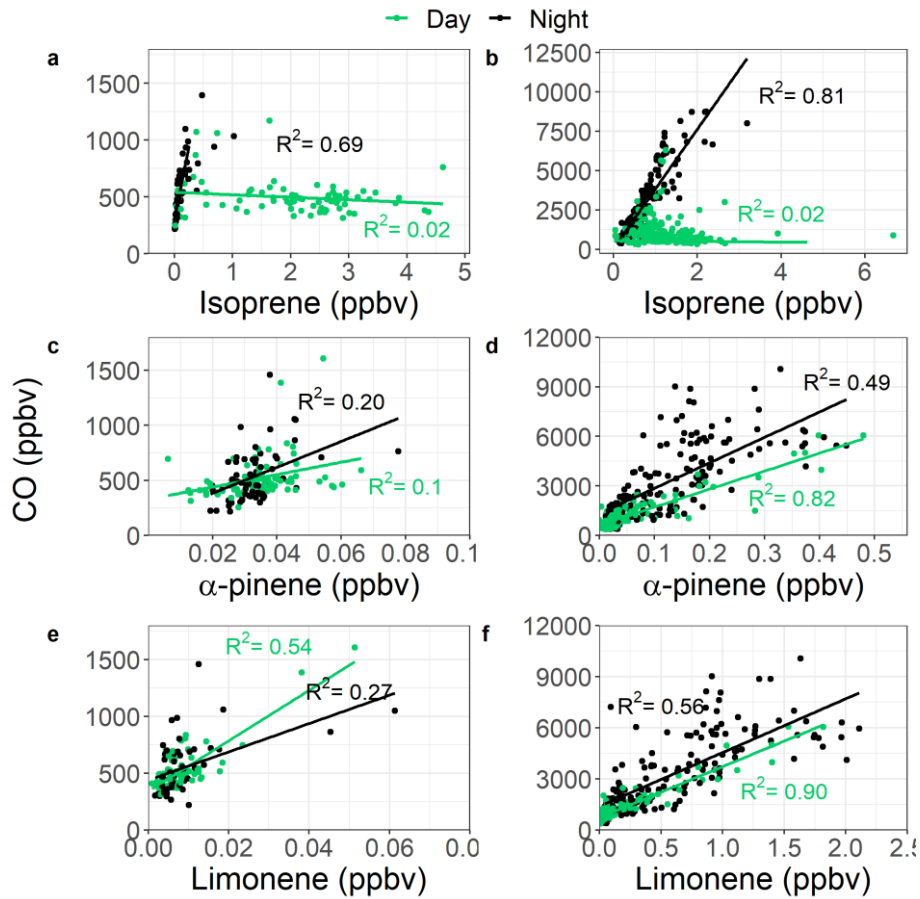 Day Night
a
1500
1000
500
0
R²= 0.69
R²= 0.02
0 1 2 3 4 5
Isoprene (ppbv)
b
12500
10000
7500
5000
2500
0
R²= 0.81
R²= 0.02
0 2 4 6
Isoprene (ppbv)
CO (ppbv)
c
1500
1000
500
0
R²= 0.20
R²= 0.1
0.02 0.04 0.06 0.08 0.1
α-pinene (ppbv)
d
12000
9000
6000
3000
0
R²= 0.49
R²= 0.82
0.0 0.1 0.2 0.3 0.4 0.5
α-pinene (ppbv)
e
1500
1000
500
0
R²= 0.54
R²= 0.27
0.00 0.02 0.04 0.06 0.0
Limonene (ppbv)
f
12000
9000
6000
3000
0
R²= 0.56
R²= 0.90
0.0 0.5 1.0 1.5 2.0 2.5
Limonene (ppbv)